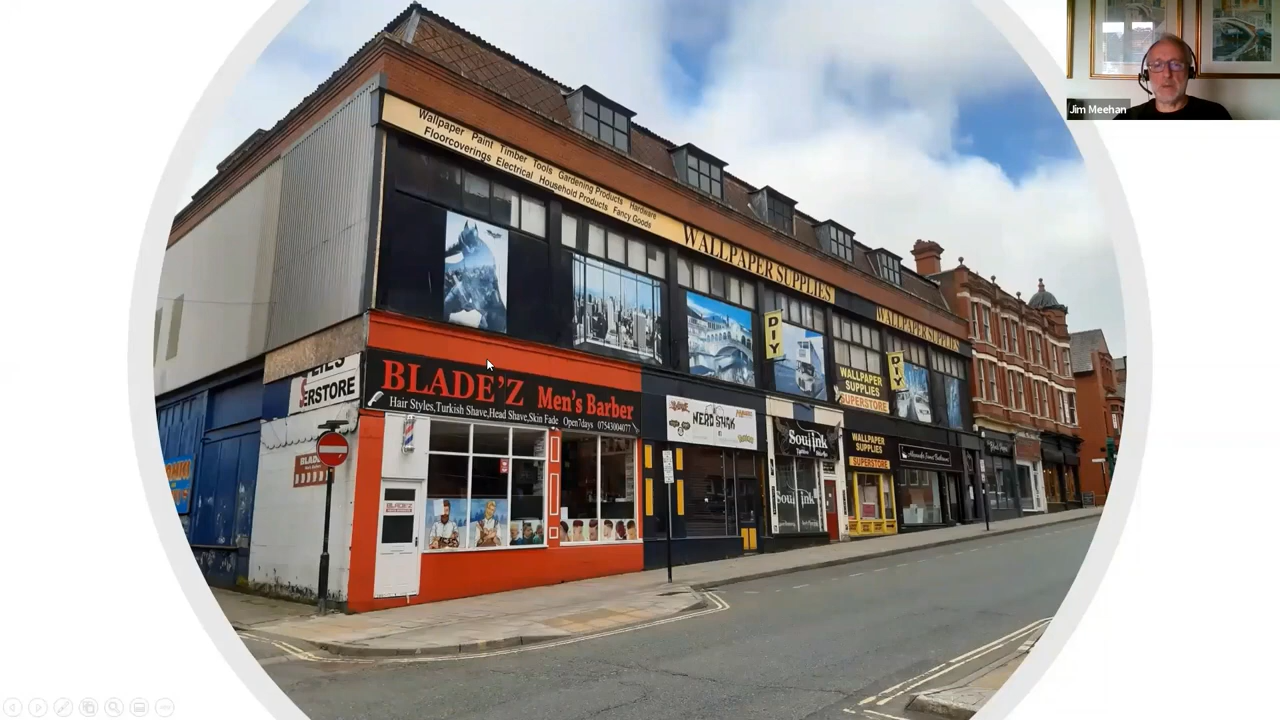 Jim Meehan
Wallpaper Paint Timber Tools Gardening Products Hardware
Floorcoverings Electrical Household Products Fancy Goods
WALLPAPER SUPPLIES
WALLPAPER SUPPLIES
DIY
DIY
WALLPAPER
SUPPLIES
SUPERSTORE
ERSTORE
BLADE'Z Men's Barber
Hair Styles,Turkish Shave,Head Shave,Skin Fade Open7days 07543004077
NERD SHAK
Soul ink
WALLPAPER
SUPPLIES
SUPERSTORE
Soul ink
BLADE'Z